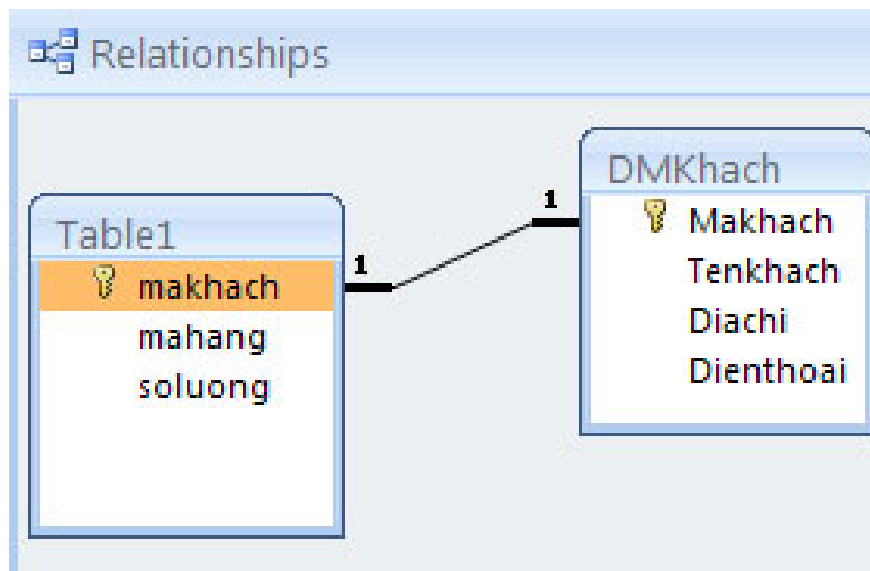 Relationships
Table1
makhach
mahang
soluong
1
1
DMKhach
Makhach
Tenkhach
Diachi
Dienthoai